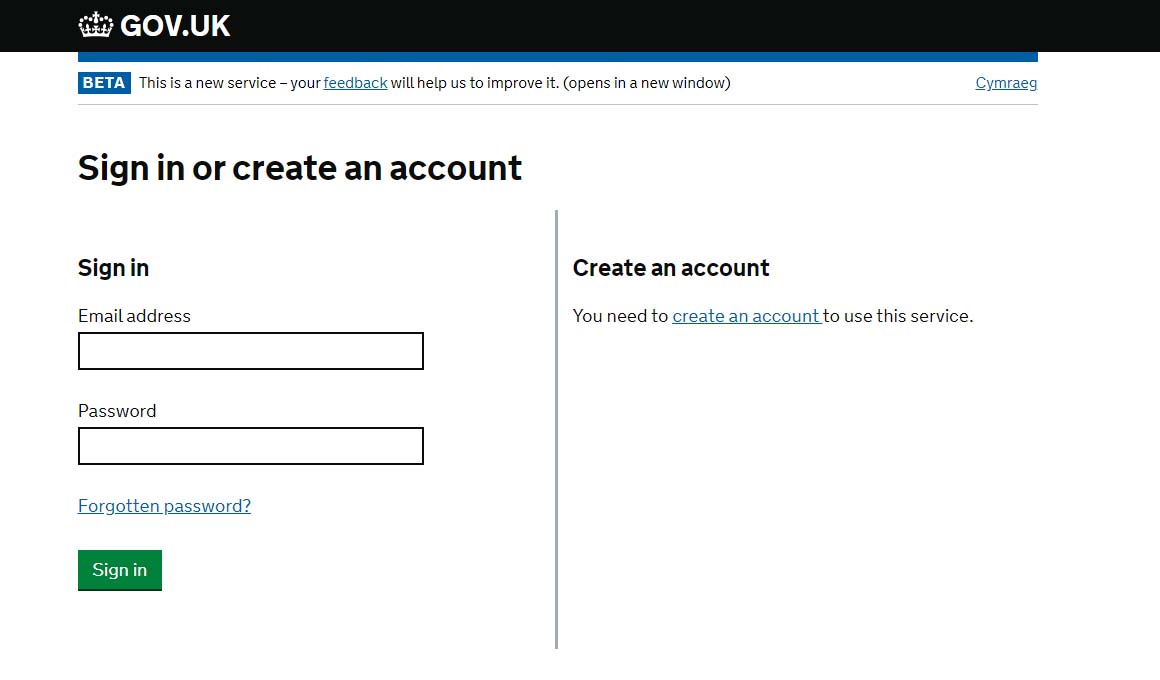 GOV.UK
BETA This is a new service – your feedback will help us to improve it. (opens in a new window) Cymraeg
Sign in or create an account
Sign in
Email address
Password
Forgotten password?
Sign in
Create an account
You need to create an account to use this service.